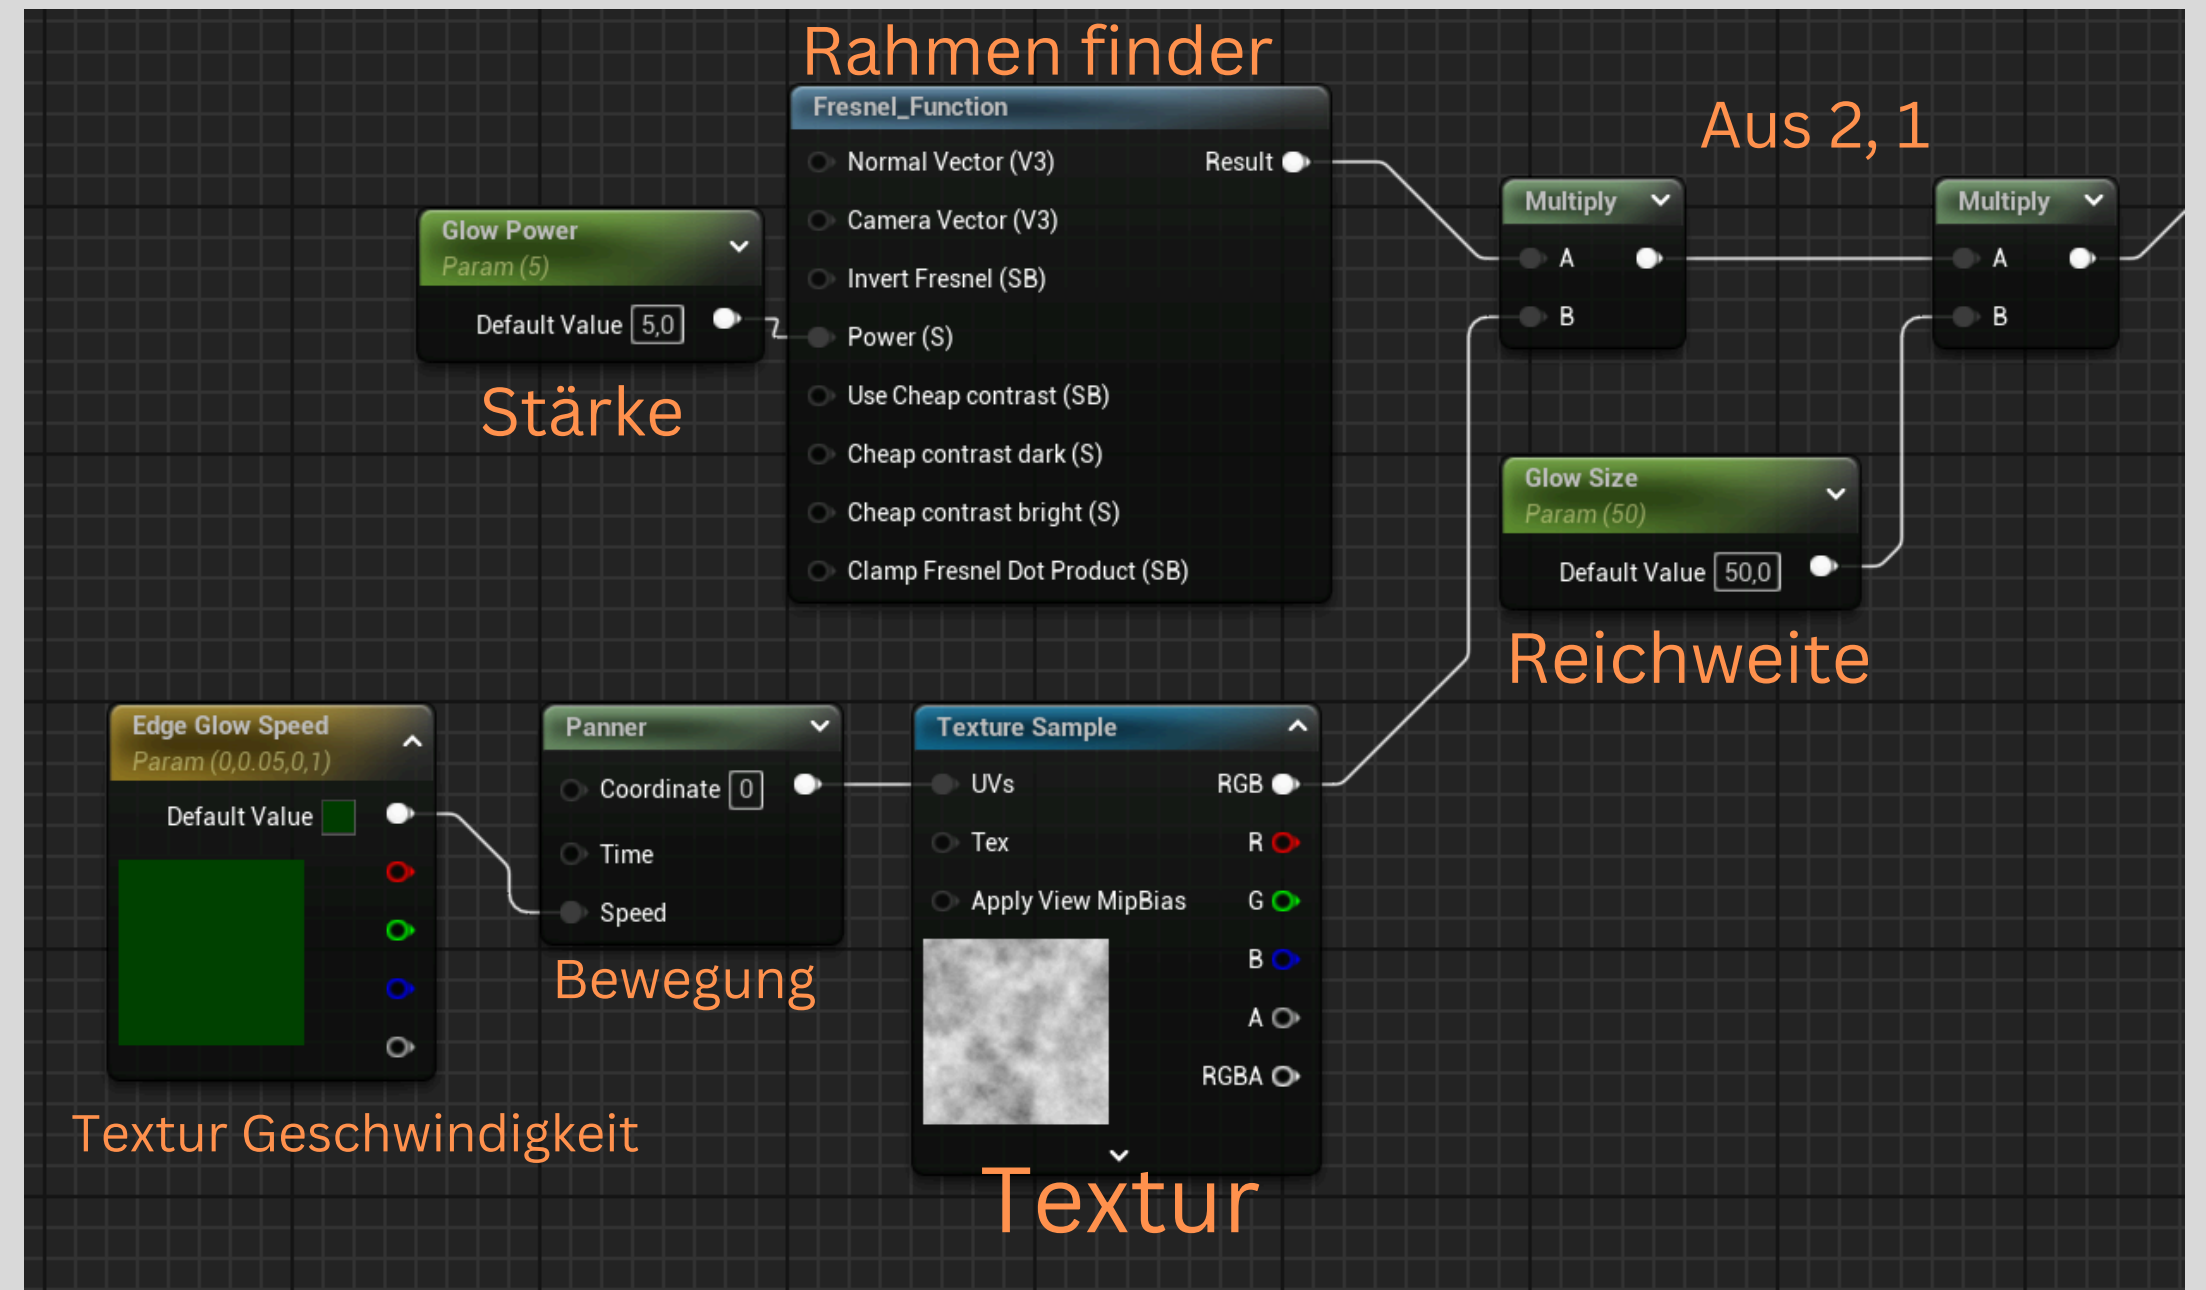 Rahmen finder
Fresnel_Function
Normal Vector (V3)
Result
Camera Vector (V3)
Invert Fresnel (SB)
Power (S)
Use Cheap contrast (SB)
Cheap contrast dark (S)
Cheap contrast bright (S)
Clamp Fresnel Dot Product (SB)
Glow Power
Param (5)
Default Value 5,0
Stärke
Aus 2, 1
Multiply
A
B
Multiply
A
B
Glow Size
Param (50)
Default Value 50,0
Reichweite
Edge Glow Speed
Param (0,0.05,0,1)
Default Value
Textur Geschwindigkeit
Panner
Coordinate 0
Time
Speed
Bewegung
Texture Sample
UVs
RGB
Tex
R
Apply View MipBias
G
B
A
RGBA
Textur